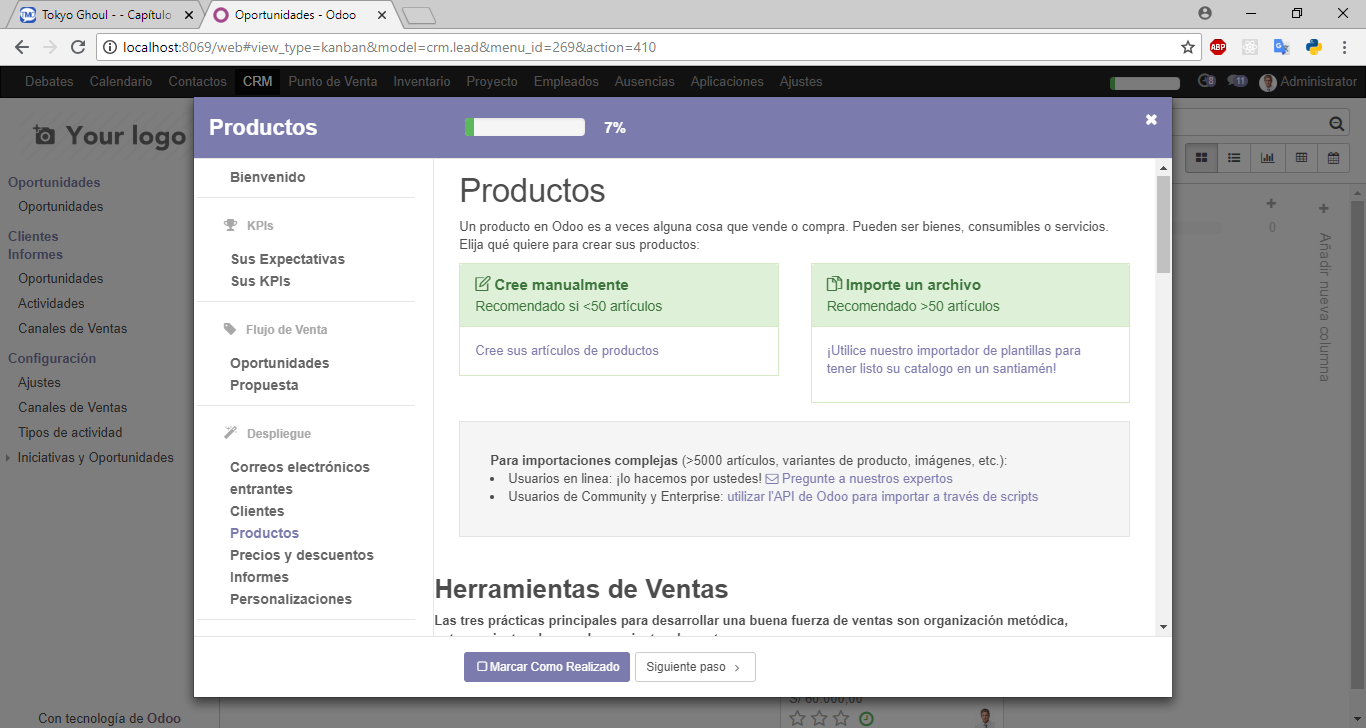 Tokyo Ghoul - - Capítulo
Oportunidades - Odoo
localhost:8069/web#view_type=kanban&model=crm.lead&menu_id=269&action=410
ABP
Debates Calendario Contactos CRM Punto de Venta Inventario Proyecto Empleados Ausencias Aplicaciones Ajustes
8 11 Administrator
Your logo
Oportunidades
Oportunidades
Clientes
Informes
Oportunidades
Actividades
Canales de Ventas
Configuración
Ajustes
Canales de Ventas
Tipos de actividad
Iniciativas y Oportunidades
Con tecnología de Odoo
Productos
7%
Bienvenido
KPIs
Sus Expectativas
Sus KPIs
Flujo de Venta
Oportunidades
Propuesta
Despliegue
Correos electrónicos
entrantes
Clientes
Productos
Precios y descuentos
Informes
Personalizaciones
Productos
Un producto en Odoo es a veces alguna cosa que vende o compra. Pueden ser bienes, consumibles o servicios.
Elija qué quiere para crear sus productos:
Cree manualmente
Recomendado si <50 artículos
Cree sus artículos de productos
Importe un archivo
Recomendado >50 artículos
¡Utilice nuestro importador de plantillas para
tener listo su catalogo en un santiamén!
Para importaciones complejas (>5000 artículos, variantes de producto, imágenes, etc.):
• Usuarios en linea: ¡lo hacemos por ustedes! Pregunte a nuestros expertos
• Usuarios de Community y Enterprise: utilizar l'API de Odoo para importar a través de scripts
Herramientas de Ventas
Las tres prácticas principales para desarrollar una buena fuerza de ventas son organización metódica,
Marcar Como Realizado
Siguiente paso
0
Añadir nueva columna
S/ 60.000,00